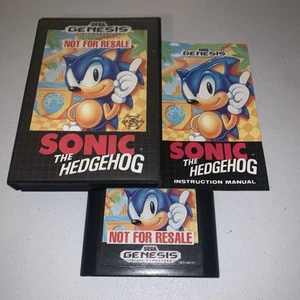 SEGA
GENESIS
NOT FOR RESALE
SONIC
THE
HEDGEHOG
SEGA
GENESIS
SONIC
THE
HEDGEHOG
INSTRUCTION MANUAL
NOT FOR RESALE
SEGA
GENESIS